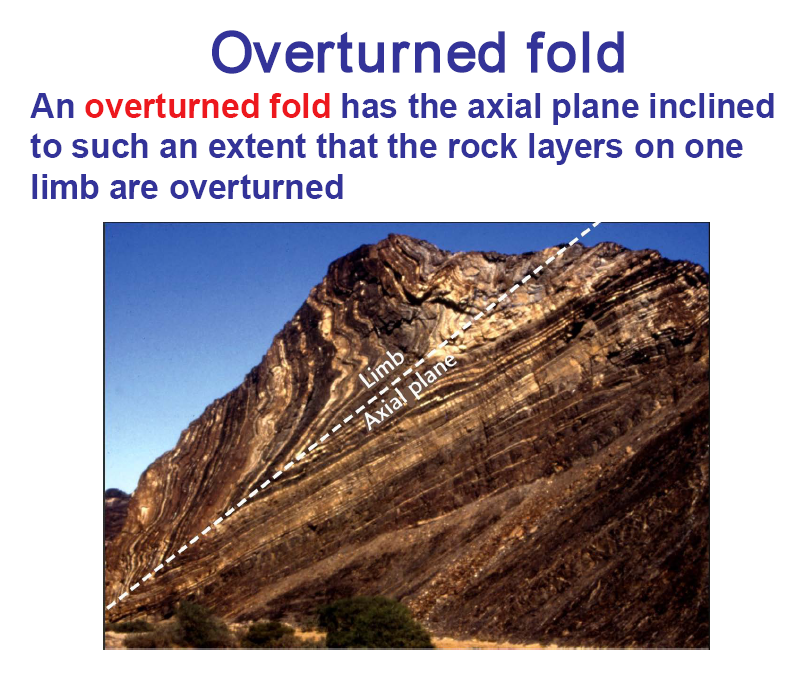 Overturned fold
An overturned fold has the axial plane inclined
to such an extent that the rock layers on one
limb are overturned
Limb
Axial plane